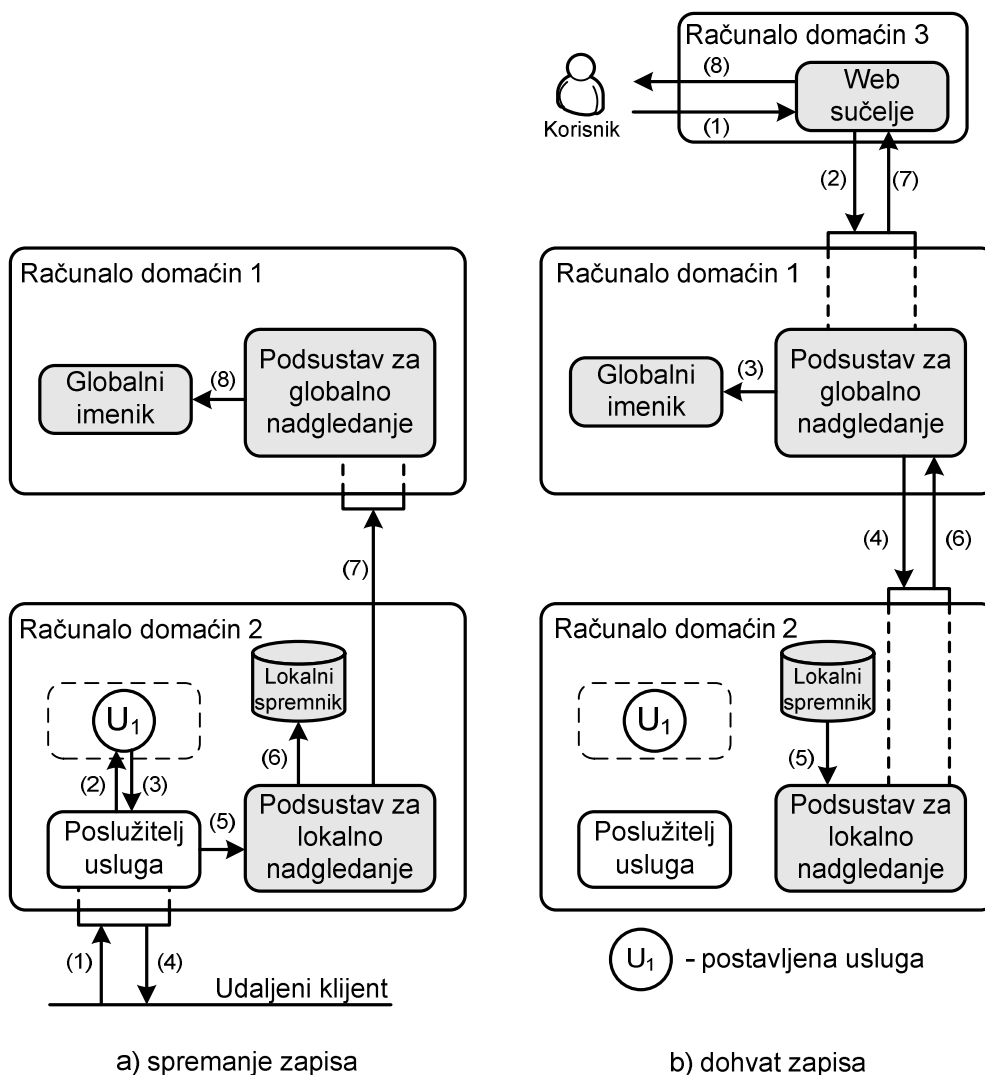 Računalo domaćin 1
Globalni
imenik
(8)
Podsustav za
globalno
nadgledanje
(7)
Računalo domaćin 2
Lokalni
spremnik
U1
(2)
(3)
(6)
Poslužitelj
usluga
(5)
Podsustav za
lokalno
nadgledanje
(1)
(4)
Udaljeni klijent
a) spremanje zapisa
Računalo domaćin 3
Korisnik
(8)
(1)
Web
sučelje
(2)
(7)
Računalo domaćin 1
Globalni
imenik
(3)
Podsustav za
globalno
nadgledanje
(4)
(6)
Računalo domaćin 2
U1
Lokalni
spremnik
(5)
Poslužitelj
usluga
Podsustav za
lokalno
nadgledanje
U1 - postavljena usluga
b) dohvat zapisa